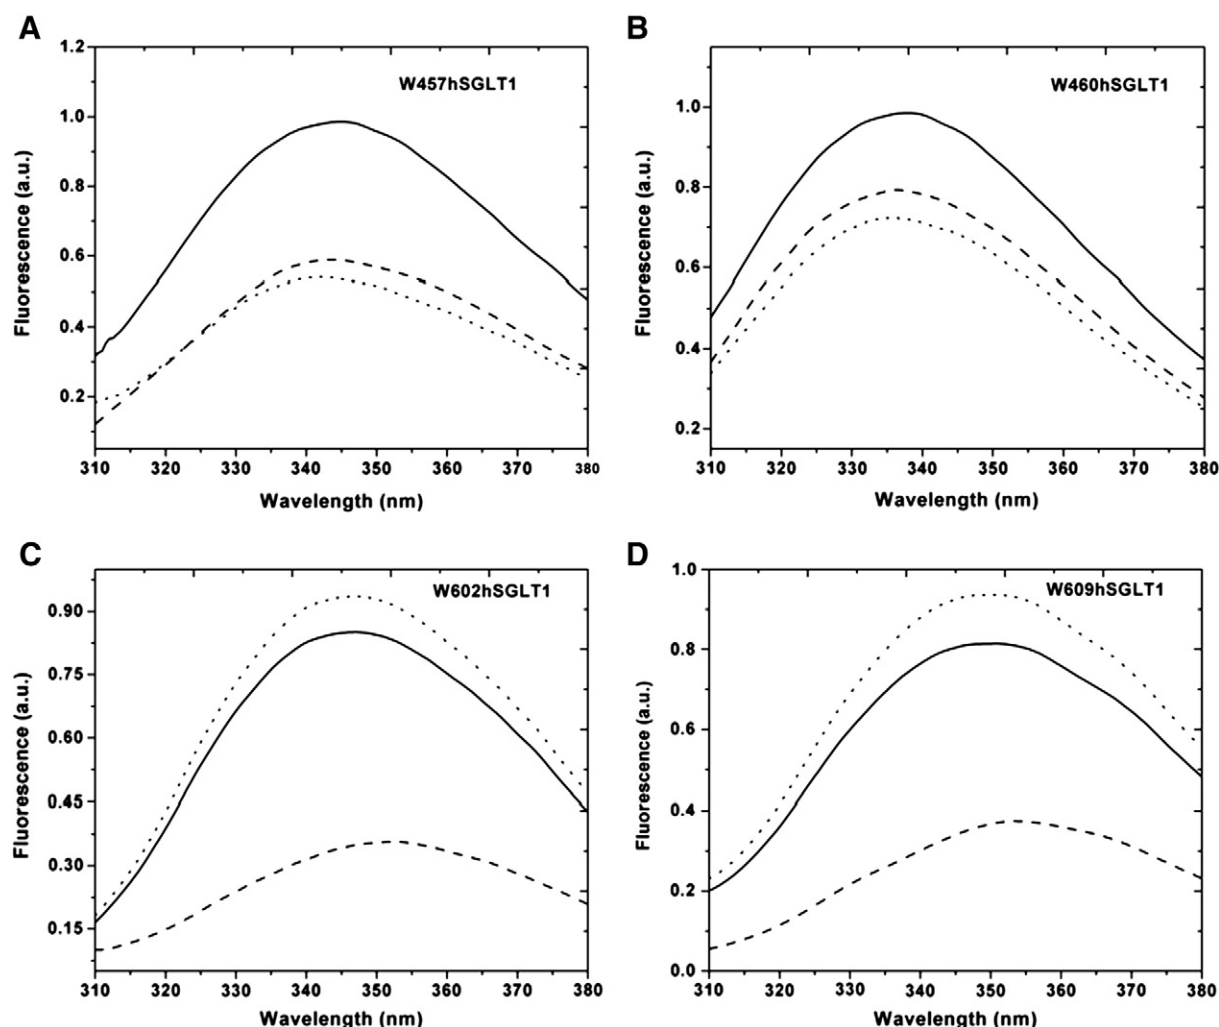 A
W457hSGLT1
Fluorescence (a.u.)
1.2
1.0
0.8
0.6
0.4
0.2
310 320 330 340 350 360 370 380
Wavelength (nm)
B
W460hSGLT1
Fluorescence (a.u.)
1.0
0.8
0.6
0.4
0.2
310 320 330 340 350 360 370 380
Wavelength (nm)
C
W602hSGLT1
Fluorescence (a.u.)
0.90
0.75
0.60
0.45
0.30
0.15
310 320 330 340 350 360 370 380
Wavelength (nm)
D
W609hSGLT1
Fluorescence (a.u.)
1.0
0.8
0.6
0.4
0.2
0.0
310 320 330 340 350 360 370 380
Wavelength (nm)